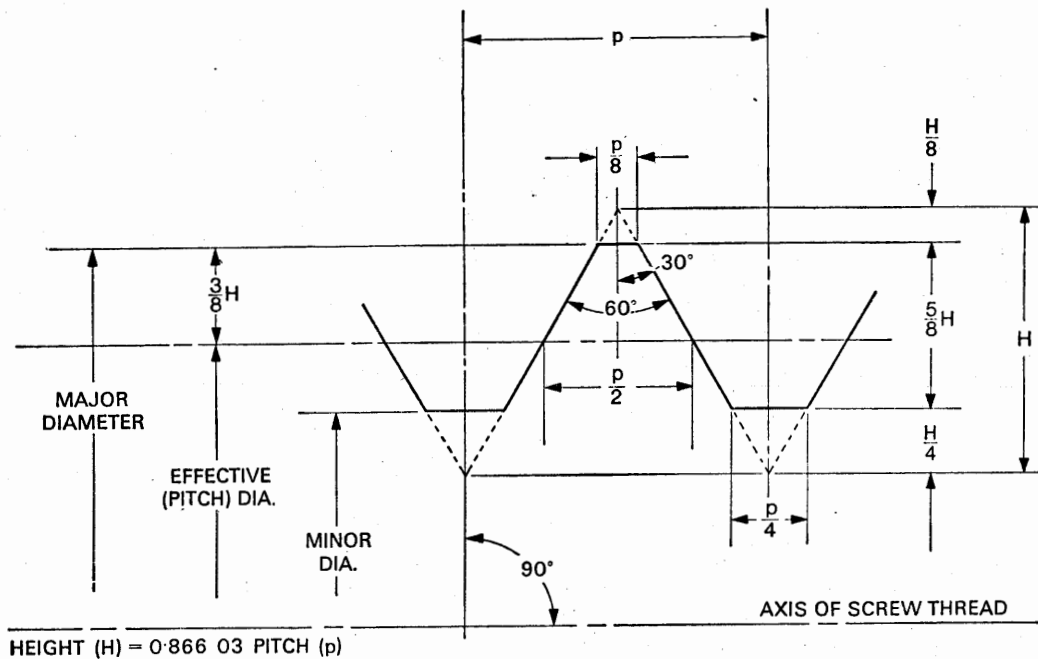 p
H/8
p/8
3/8 H
30°
60°
5/8 H
H
p/2
MAJOR
DIAMETER
H/4
EFFECTIVE
(PITCH) DIA.
p/4
MINOR
DIA.
90°
AXIS OF SCREW THREAD
HEIGHT (H) = 0·866 03 PITCH (p)